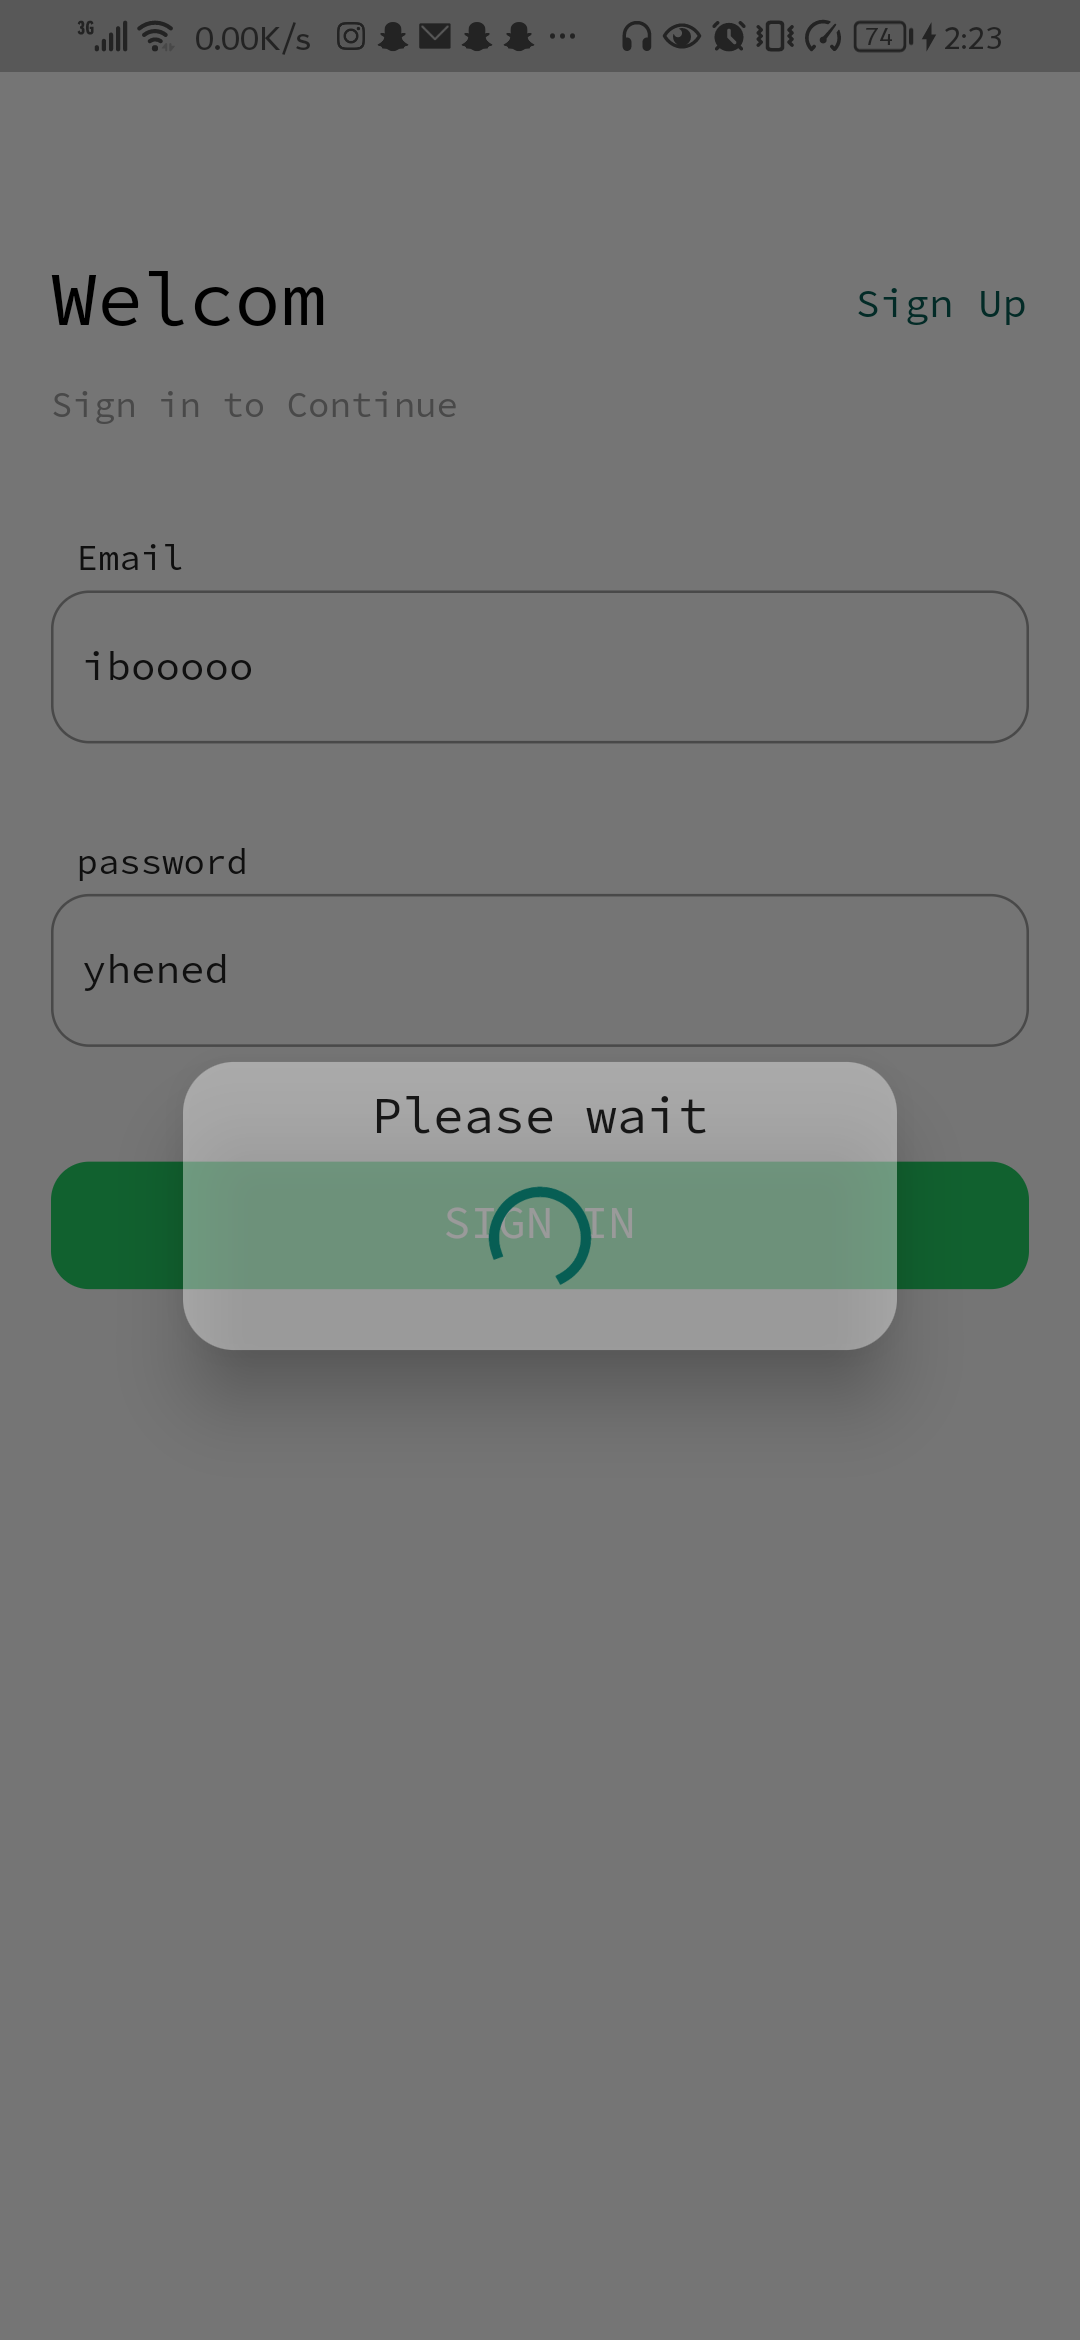 3G 0.00K/s 74 2:23
Welcom
Sign Up
Sign in to Continue
Email
ibooooo
password
yhened
Please wait
SIGN IN